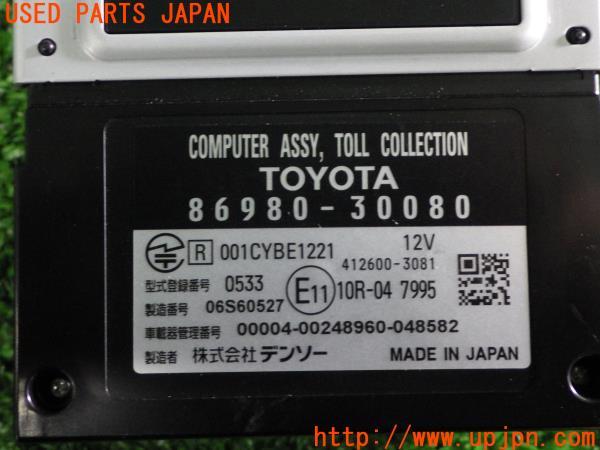 USED PARTS JAPAN
COMPUTER ASSY, TOLL COLLECTION
TOYOTA
86980-30080
R 001CYBE1221 12V
412600-3081
型式登録番号 0533 E11 10R-04 7995
製造番号 06S60527
車載器管理番号 00004-00248960-048582
製造者 株式会社デンソー MADE IN JAPAN
http://www.upjpn.com